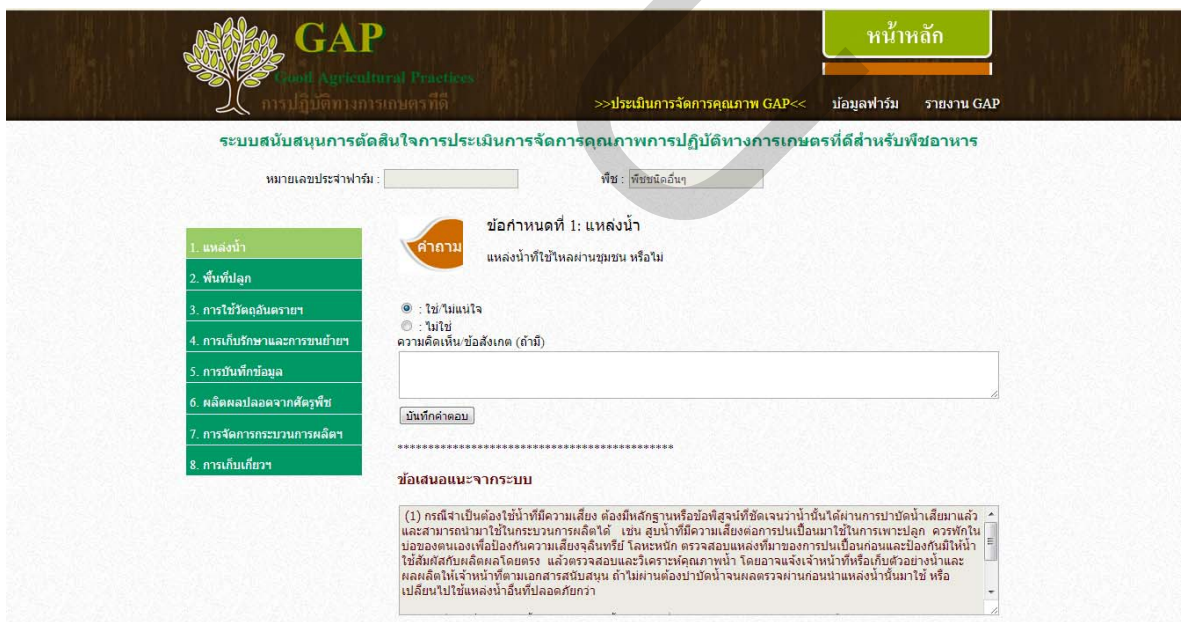 GAP
Good Agricultural Practices
การปฏิบัติทางการเกษตรที่ดี
หน้าหลัก
>>ประเมินการจัดการคุณภาพ GAP<< ข้อมูลฟาร์ม รายงาน GAP
ระบบสนับสนุนการตัดสินใจการประเมินการจัดการคุณภาพการปฏิบัติทางการเกษตรที่ดีสำหรับพืชอาหาร
หมายเลขประจำฟาร์ม : พืช : พืชชนิดอื่นๆ
1. แหล่งน้ำ
2. พื้นที่ปลูก
3. การใช้วัตถุอันตรายฯ
4. การเก็บรักษาและการขนย้ายฯ
5. การบันทึกข้อมูล
6. ผลิตผลปลอดจากศัตรูพืช
7. การจัดการกระบวนการผลิตฯ
8. การเก็บเกี่ยวฯ
คำถาม
ข้อกำหนดที่ 1: แหล่งน้ำ
แหล่งน้ำที่ใช้ไหลผ่านชุมชน หรือไม่
: ใช่/ไม่แน่ใจ
: ไม่ใช่
ความคิดเห็น/ข้อสังเกต (ถ้ามี)
บันทึกคำตอบ
*********************************************
ข้อเสนอแนะจากระบบ
(1) กรณีจำเป็นต้องใช้น้ำที่มีความเสี่ยง ต้องมีหลักฐานหรือข้อพิสูจน์ที่ชัดเจนว่าน้ำนั้นได้ผ่านการบำบัดน้ำเสียมาแล้ว
และสามารถนำมาใช้ในกระบวนการผลิตได้ เช่น สูบน้ำที่มีความเสี่ยงต่อการปนเปื้อนมาใช้ในการเพาะปลูก ควรพักใน
บ่อของตนเองเพื่อป้องกันความเสี่ยงจุลินทรีย์ โลหะหนัก ตรวจสอบแหล่งที่มาของการปนเปื้อนก่อนและป้องกันมิให้น้ำ
ใช้สัมผัสกับผลิตผลโดยตรง แล้วตรวจสอบและวิเคราะห์คุณภาพน้ำ โดยอาจแจ้งเจ้าหน้าที่หรือเก็บตัวอย่างน้ำและ
ผลผลิตให้เจ้าหน้าที่ตามเอกสารสนับสนุน ถ้าไม่ผ่านต้องบำบัดน้ำจนผลตรวจผ่านก่อนนำแหล่งน้ำนั้นมาใช้ หรือ
เปลี่ยนไปใช้แหล่งน้ำอื่นที่ปลอดภัยกว่า